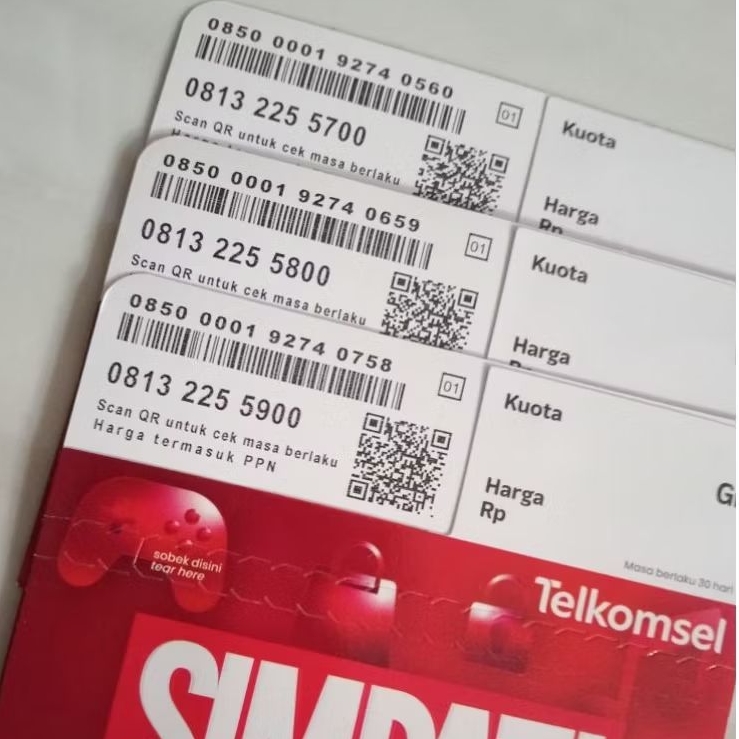 0850 0001 9274 0560
0813 225 5700
01
Scan QR untuk cek masa berlaku
Kuota
Harga
Rp
0850 0001 9274 0659
0813 225 5800
01
Scan QR untuk cek masa berlaku
Kuota
Harga
0850 0001 9274 0758
0813 225 5900
01
Scan QR untuk cek masa berlaku
Harga termasuk PPN
Kuota
Harga
Rp
Masa berlaku 30 hari
sobek disini
tear here
Telkomsel